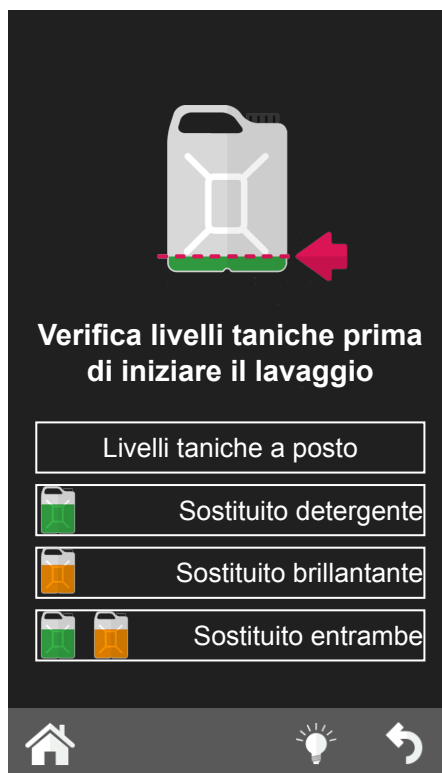 Verifica livelli taniche prima
di iniziare il lavaggio
Livelli taniche a posto
Sostituito detergente
Sostituito brillantante
Sostituito entrambe